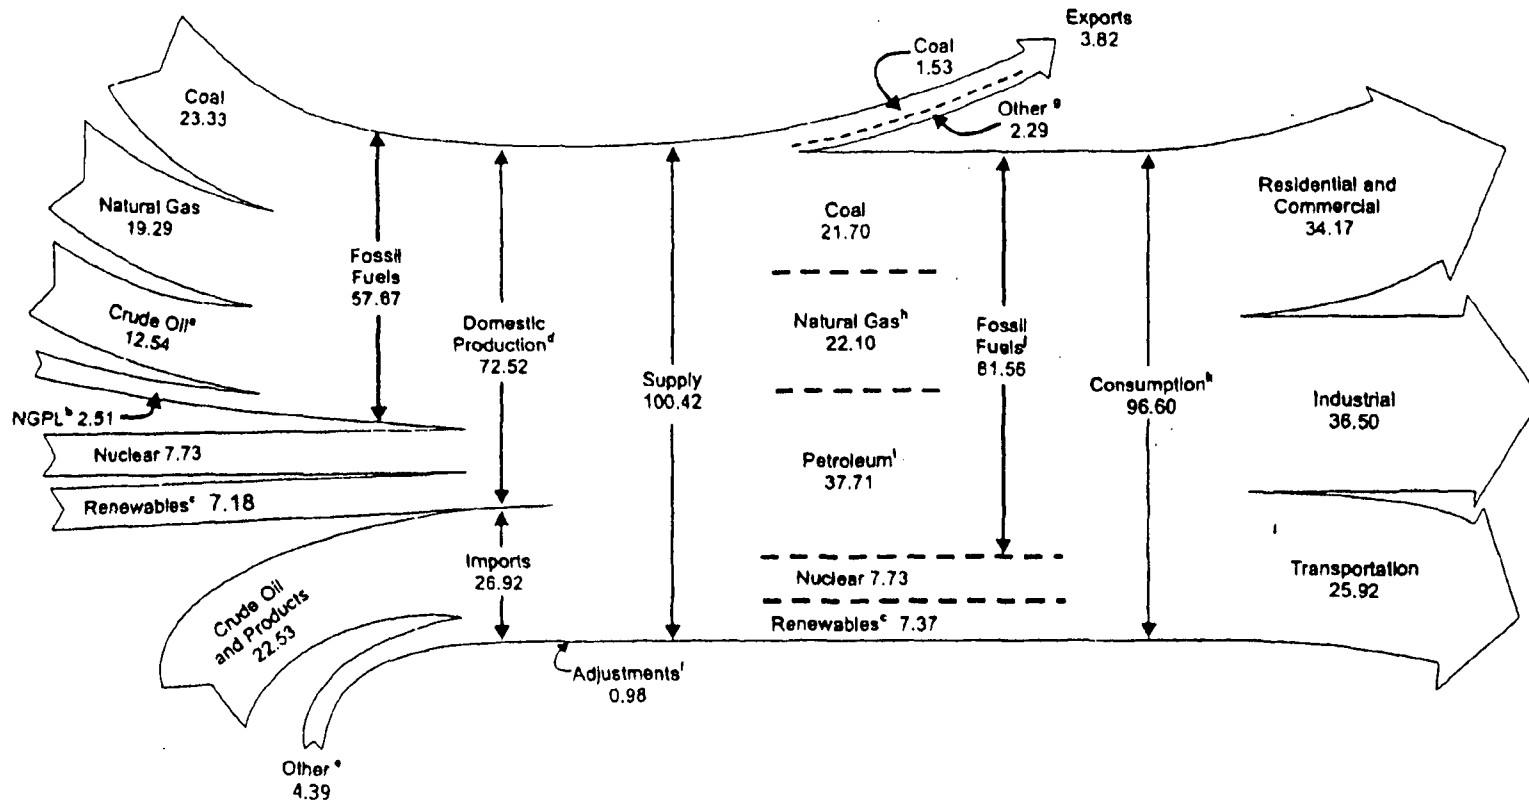 Exports
3.82
Coal
1.53
Other g
2.29
Coal
23.33
Natural Gas
19.29
Crude Oil a
12.54
NGPL b 2.51
Nuclear 7.73
Renewables c 7.18
Fossil
Fuels
57.67
Domestic
Production d
72.52
Imports
26.92
Crude Oil
and Products
22.53
Other e
4.39
Adjustments f
0.98
Supply
100.42
Coal
21.70
Natural Gas h
22.10
Petroleum i
37.71
Nuclear 7.73
Renewables c 7.37
Fossil
Fuels j
81.56
Consumption k
96.60
Residential and
Commercial
34.17
Industrial
36.50
Transportation
25.92